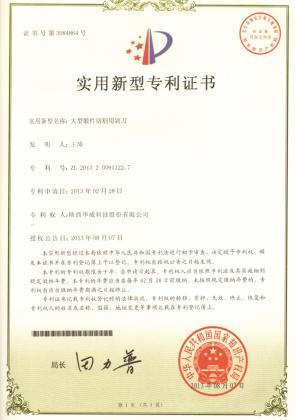 证书号第3084864号
实用新型专利证书
实用新型名称：大型锻件切割用割刀
发 明 人：王琦
专 利 号：ZL 2013 2 0091122.7
专利申请日：2013年02月28日
专 利 权 人：陕西华威科技股份有限公司
授权公告日：2013年08月07日
本实用新型经过本局依照中华人民共和国专利法进行初步审查，决定授予专利权，颁
发本证书并在专利登记簿上予以登记。专利权自授权公告之日起生效。
本专利的专利权期限为十年，自申请日起算。专利权人应当依照专利法及其实施细则
规定缴纳年费。本专利的年费应当在每年02月28日前缴纳。未按照规定缴纳年费的，专
利权自应当缴纳年费期满之日起终止。
专利证书记载专利权登记时的法律状况。专利权的转移、质押、无效、终止、恢复和
专利权人的姓名或名称、国籍、地址变更等事项记载在专利登记簿上。
局长
田力普
中华人民共和国国家知识产权局
2013年08月07日
第1页（共1页）